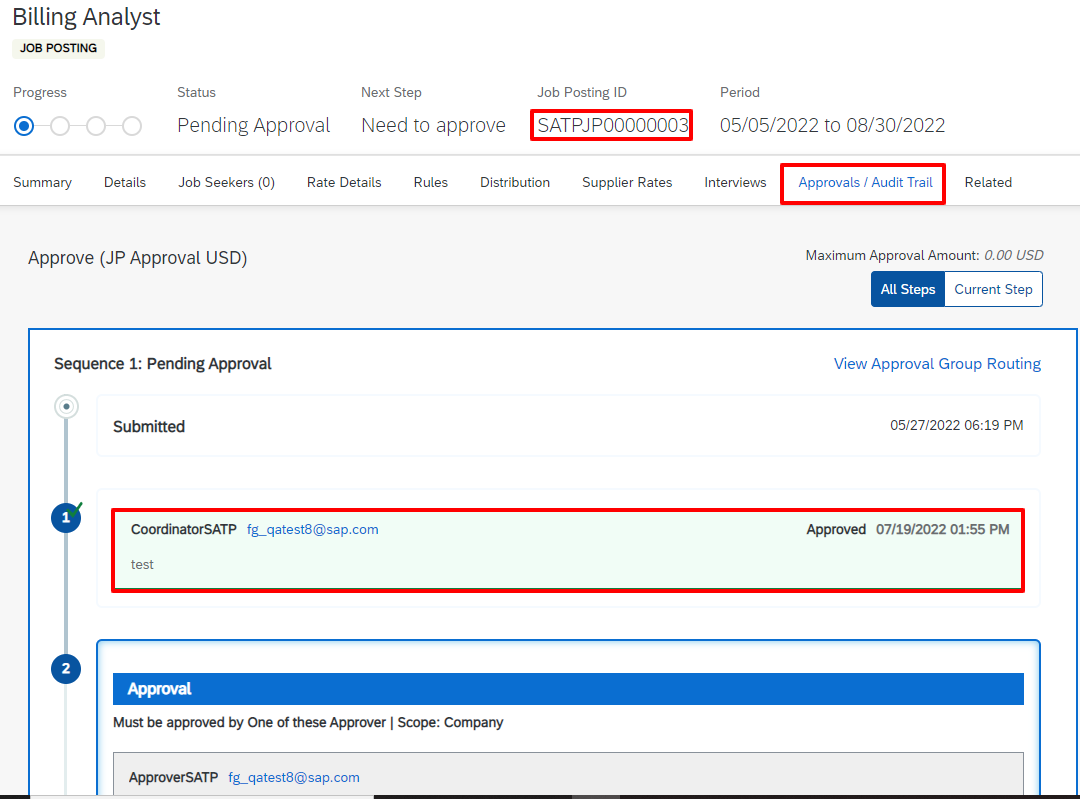 Billing Analyst
JOB POSTING
Progress Status Next Step Job Posting ID Period
Pending Approval Need to approve SATPJP00000003 05/05/2022 to 08/30/2022
Summary Details Job Seekers (0) Rate Details Rules Distribution Supplier Rates Interviews Approvals / Audit Trail Related
Approve (JP Approval USD) Maximum Approval Amount: 0.00 USD
All Steps Current Step
Sequence 1: Pending Approval View Approval Group Routing
Submitted 05/27/2022 06:19 PM
1 CoordinatorSATP fg_qatest8@sap.com Approved 07/19/2022 01:55 PM
test
2
Approval
Must be approved by One of these Approver | Scope: Company
ApproverSATP fg_qatest8@sap.com